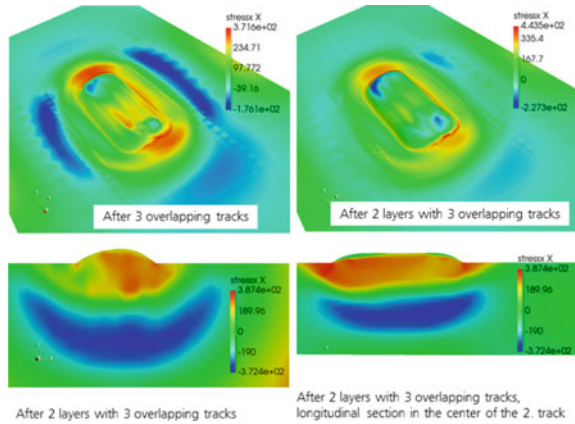 stressx X
3.716e+02
234.71
97.772
-39.16
-1.761e+02
After 3 overlapping tracks
stressx X
4.435e+02
335.4
167.7
0
-2.273e+02
After 2 layers with 3 overlapping tracks
stressx X
3.874e+02
189.96
0
-190
-3.724e+02
After 2 layers with 3 overlapping tracks
stressx X
3.874e+02
189.96
0
-190
-3.724e+02
After 2 layers with 3 overlapping tracks,
longitudinal section in the center of the 2. track